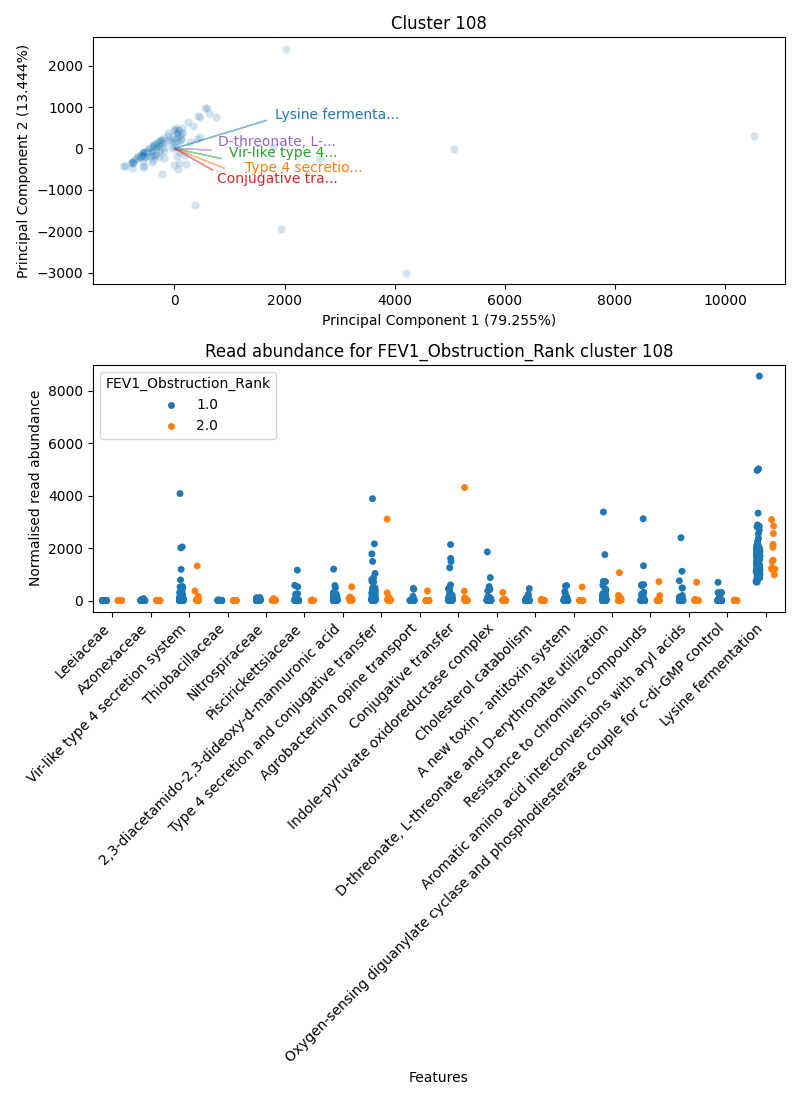 Cluster 108
Principal Component 2 (13.444%)
2000
1000
0
−1000
−2000
−3000
Lysine fermenta...
D-threonate, L-...
Vir-like type 4...
Type 4 secretio...
Conjugative tra...
0
2000
4000
6000
8000
10000
Principal Component 1 (79.255%)
Read abundance for FEV1_Obstruction_Rank cluster 108
Normalised read abundance
8000
6000
4000
2000
0
FEV1_Obstruction_Rank
1.0
2.0
Leeiaceae
Azonexaceae
Vir-like type 4 secretion system
Thiobacillaceae
Nitrospiraceae
Piscirickettsiaceae
2,3-diacetamido-2,3-dideoxy-d-mannuronic acid
Type 4 secretion and conjugative transfer
Agrobacterium opine transport
Conjugative transfer
Indole-pyruvate oxidoreductase complex
Cholesterol catabolism
A new toxin - antitoxin system
D-threonate, L-threonate and D-erythronate utilization
Resistance to chromium compounds
Aromatic amino acid interconversions with aryl acids
Oxygen-sensing diguanylate cyclase and phosphodiesterase couple for c-di-GMP control
Lysine fermentation
Features